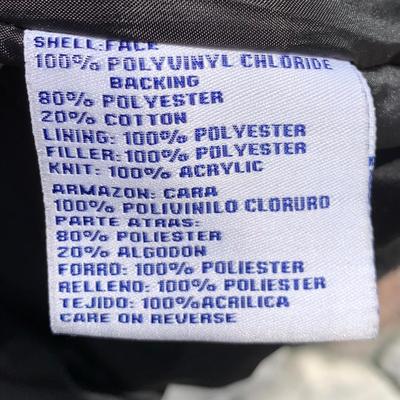 SHELL: FACE
100% POLYVINYL CHLORIDE
BACKING
80% POLYESTER
20% COTTON
LINING: 100% POLYESTER
FILLER: 100% POLYESTER
KNIT: 100% ACRYLIC
ARMAZON: CARA
100% POLIVINILO CLORURO
PARTE ATRAS:
80% POLIESTER
20% ALGODON
FORRO: 100% POLIESTER
RELLENO: 100% POLIESTER
TEJIDO: 100%ACRILICA
CARE ON REVERSE